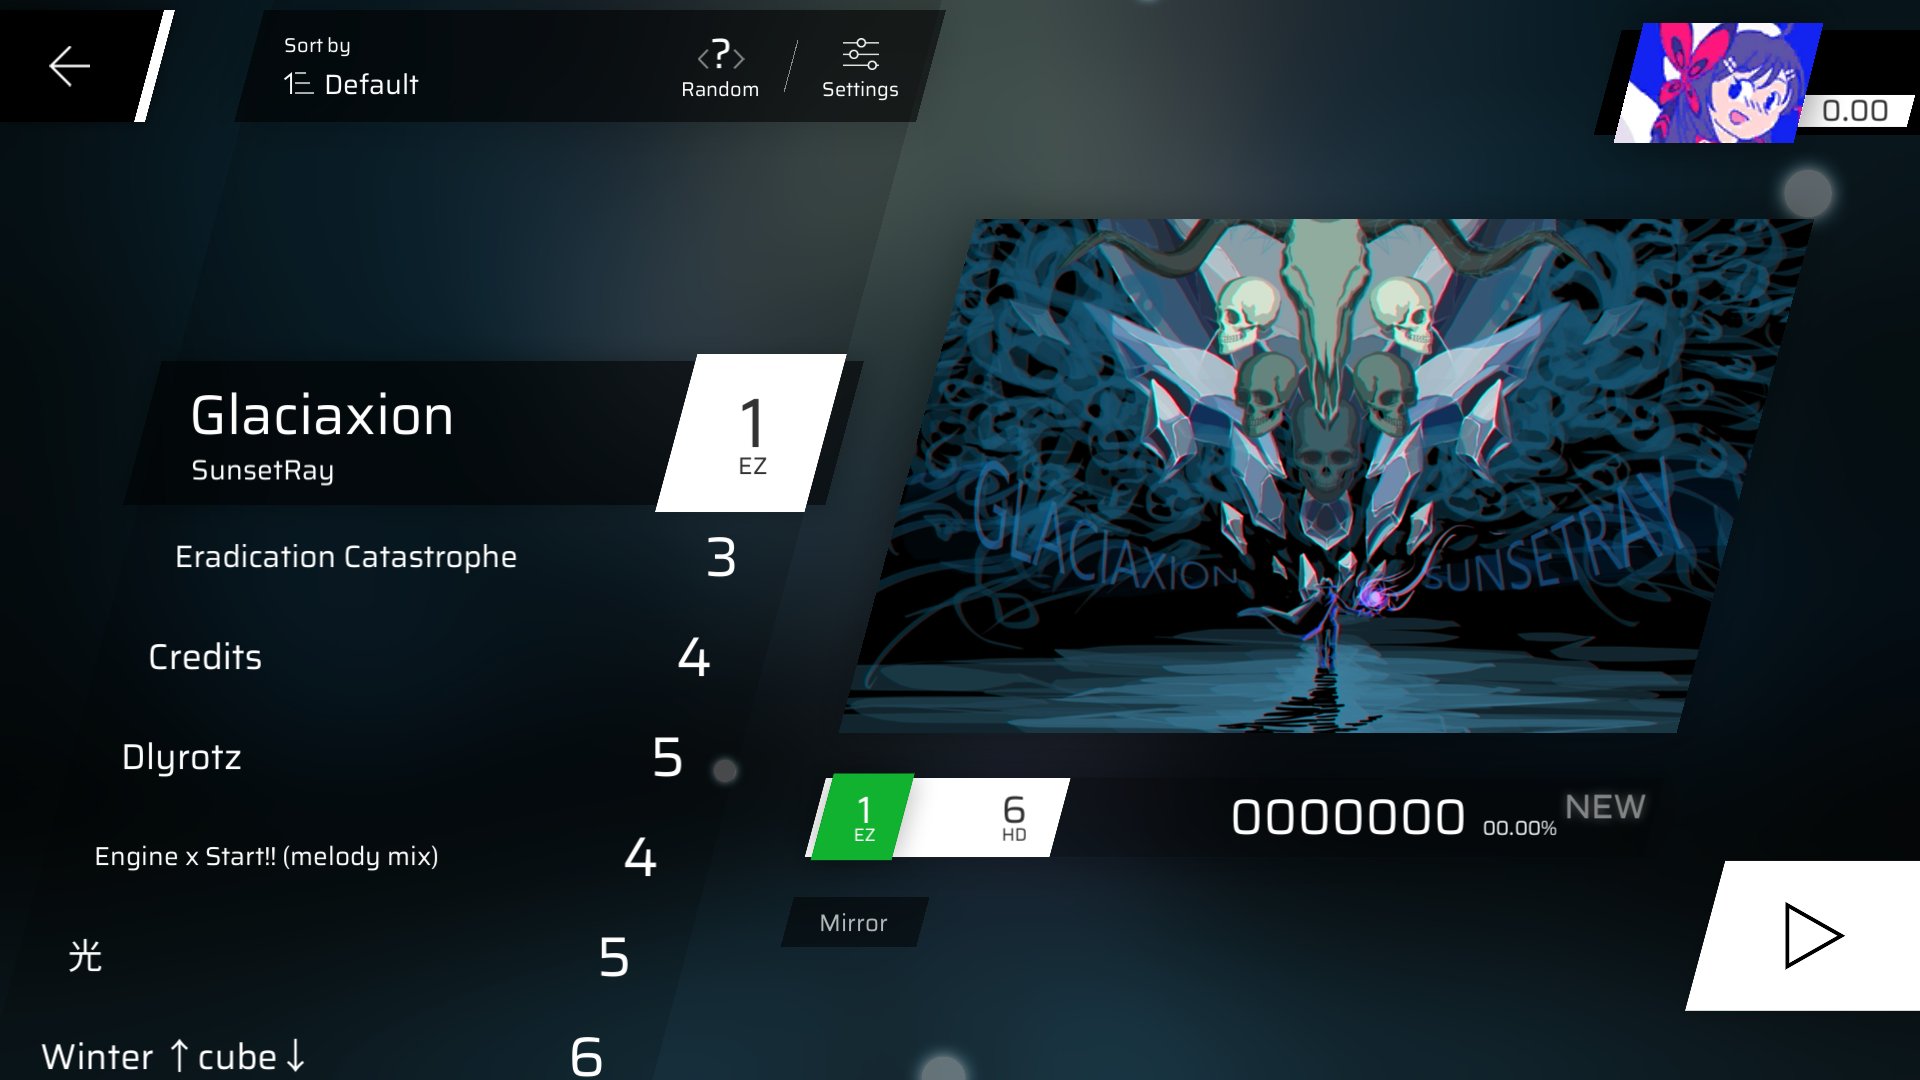 Sort by
Default
Random
Settings
0.00
Glaciaxion
SunsetRay
1
EZ
Eradication Catastrophe 3
Credits 4
Dlyrotz 5
Engine x Start!! (melody mix) 4
光 5
Winter ↑cube↓ 6
GLACIAXION SUNSETRAY
1
EZ
6
HD
0000000 00.00% NEW
Mirror